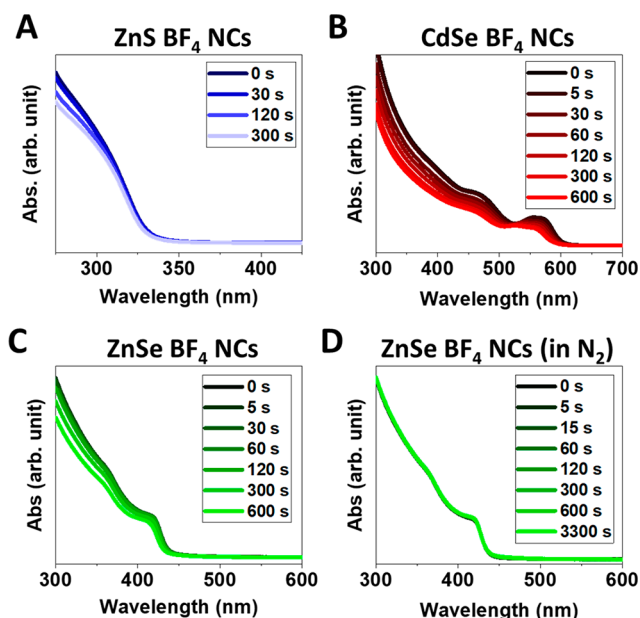 A
ZnS BF4 NCs
0 s
30 s
120 s
300 s
Abs. (arb. unit)
300
350
400
Wavelength (nm)
B
CdSe BF4 NCs
0 s
5 s
30 s
60 s
120 s
300 s
600 s
Abs. (arb. unit)
300
400
500
600
700
Wavelength (nm)
C
ZnSe BF4 NCs
0 s
5 s
30 s
60 s
120 s
300 s
600 s
Abs (arb. unit)
300
400
500
600
Wavelength (nm)
D
ZnSe BF4 NCs (in N2)
0 s
5 s
15 s
60 s
120 s
300 s
600 s
3300 s
Abs (arb. unit)
300
400
500
600
Wavelength (nm)